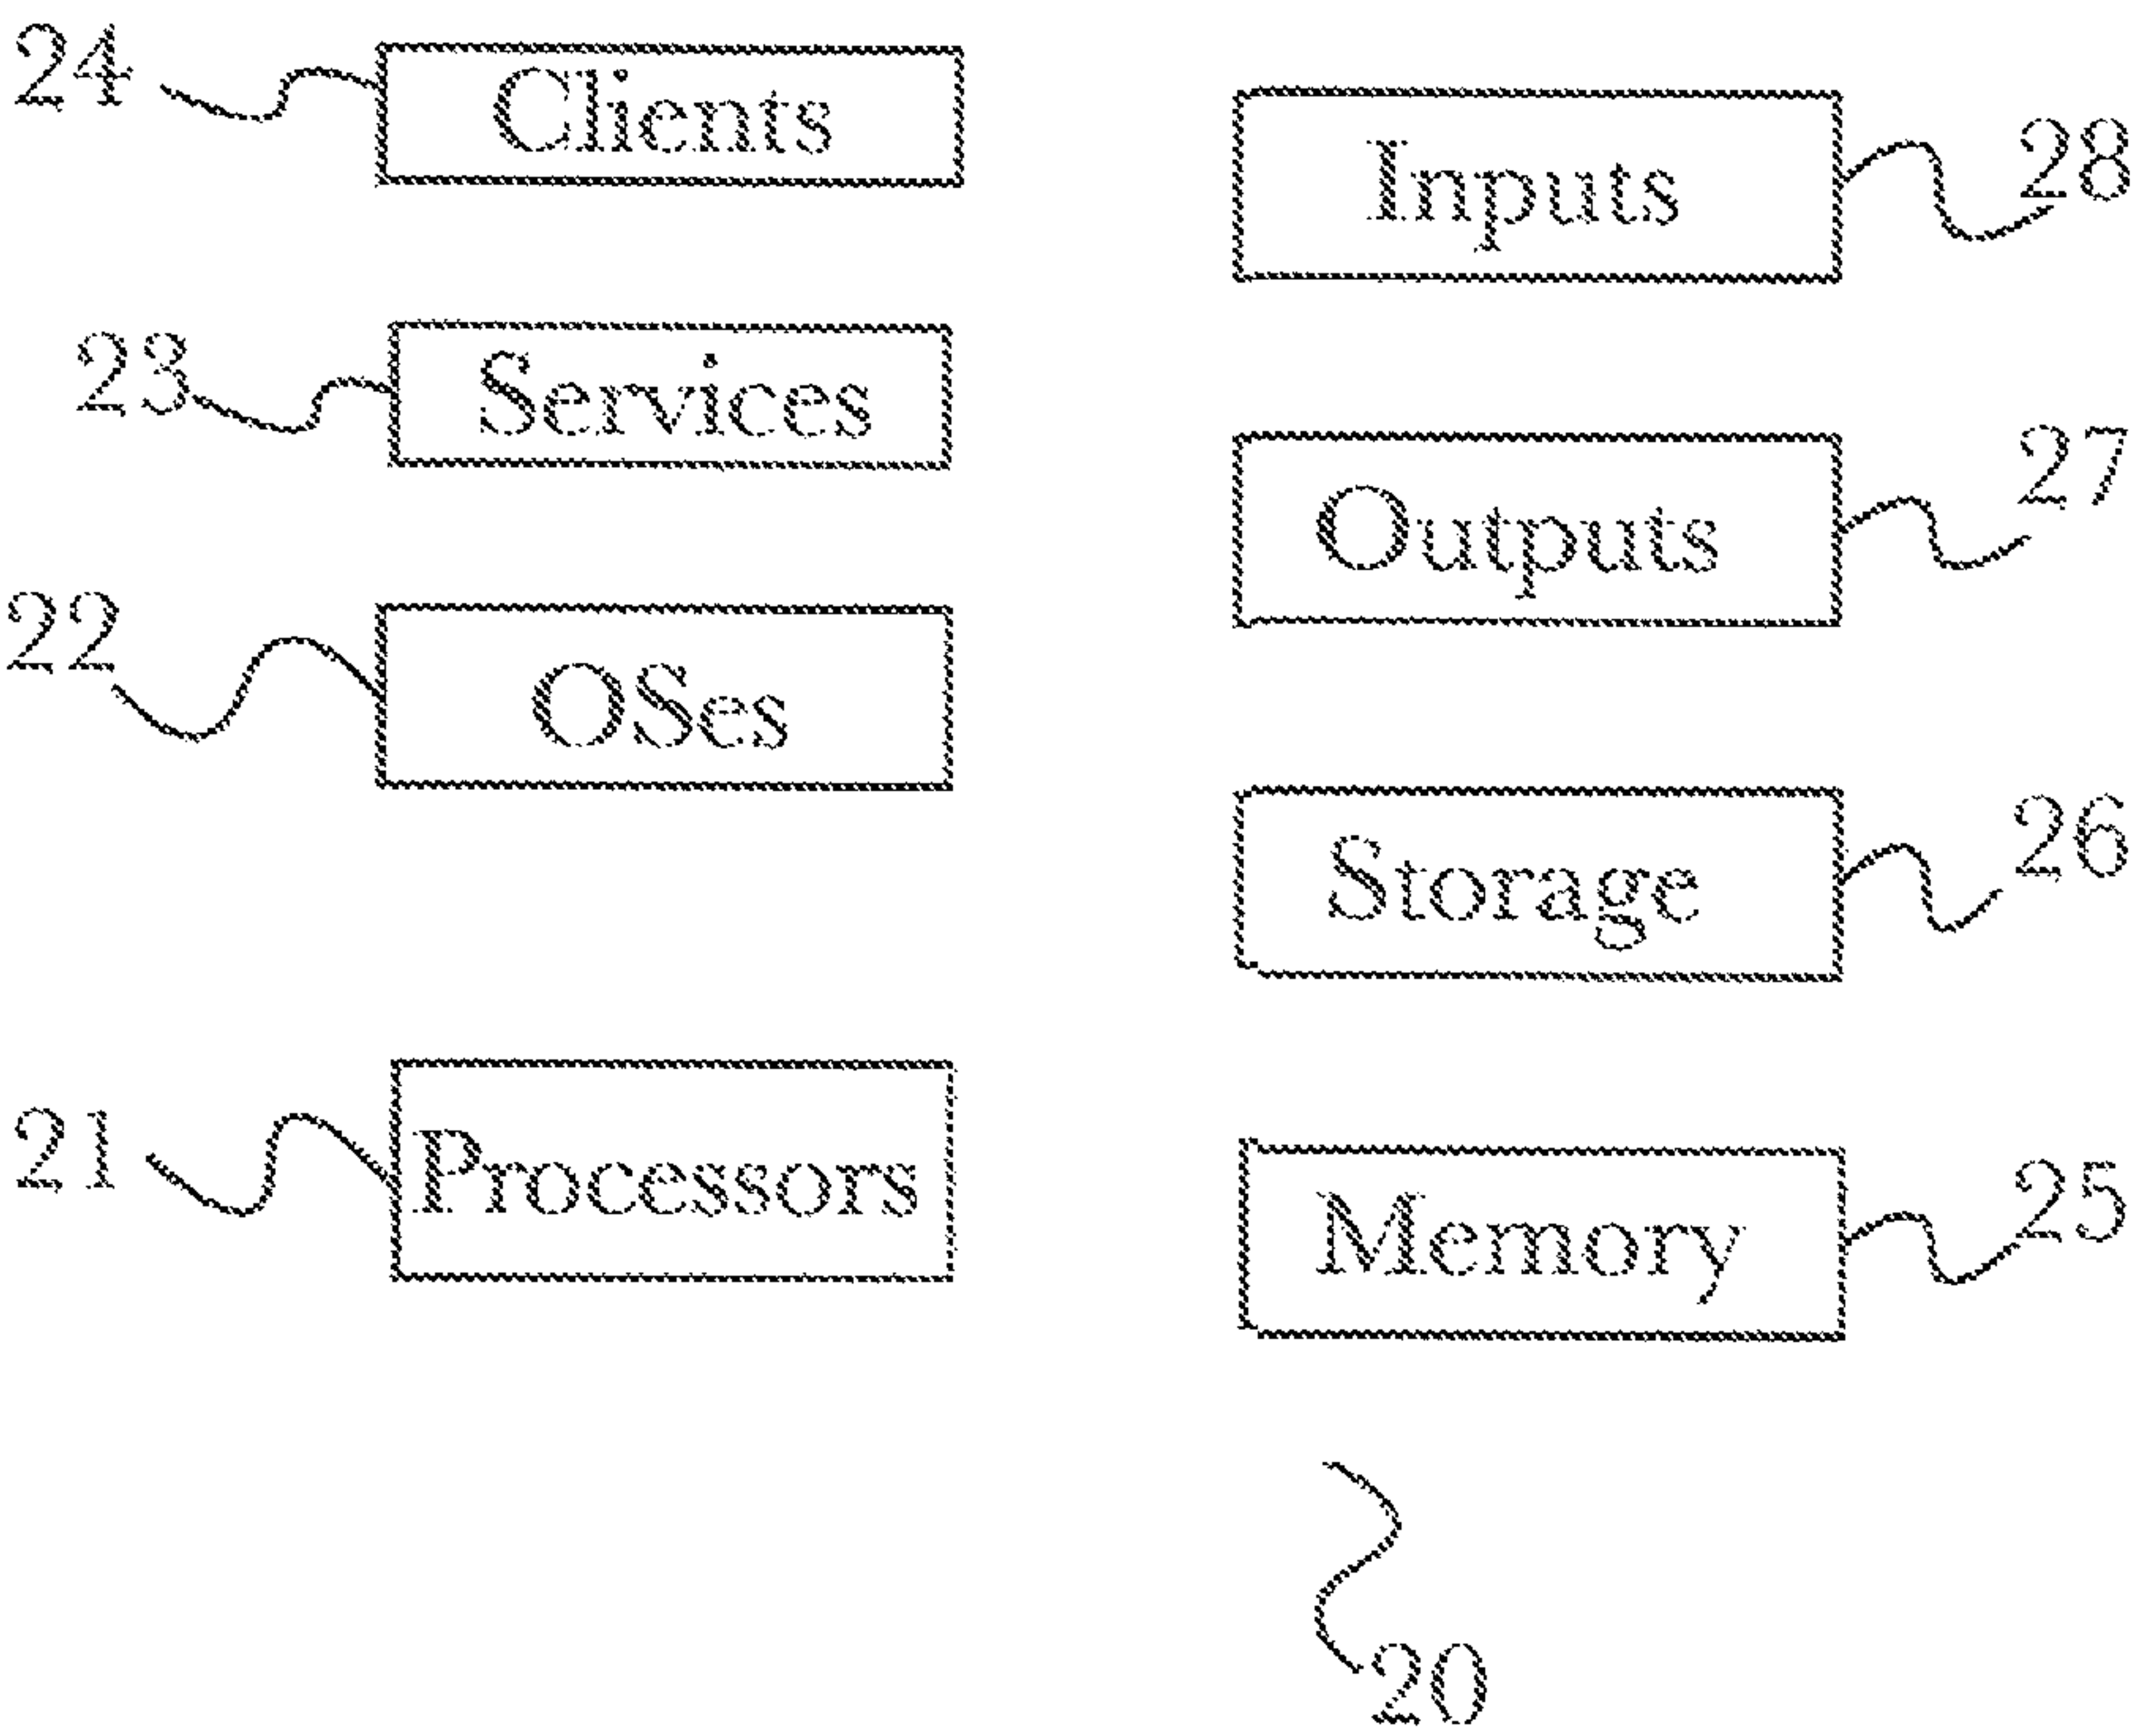 24 Clients
23 Services
22 OSes
21 Processors
Inputs 28
Outputs 27
Storage 26
Memory 25
20